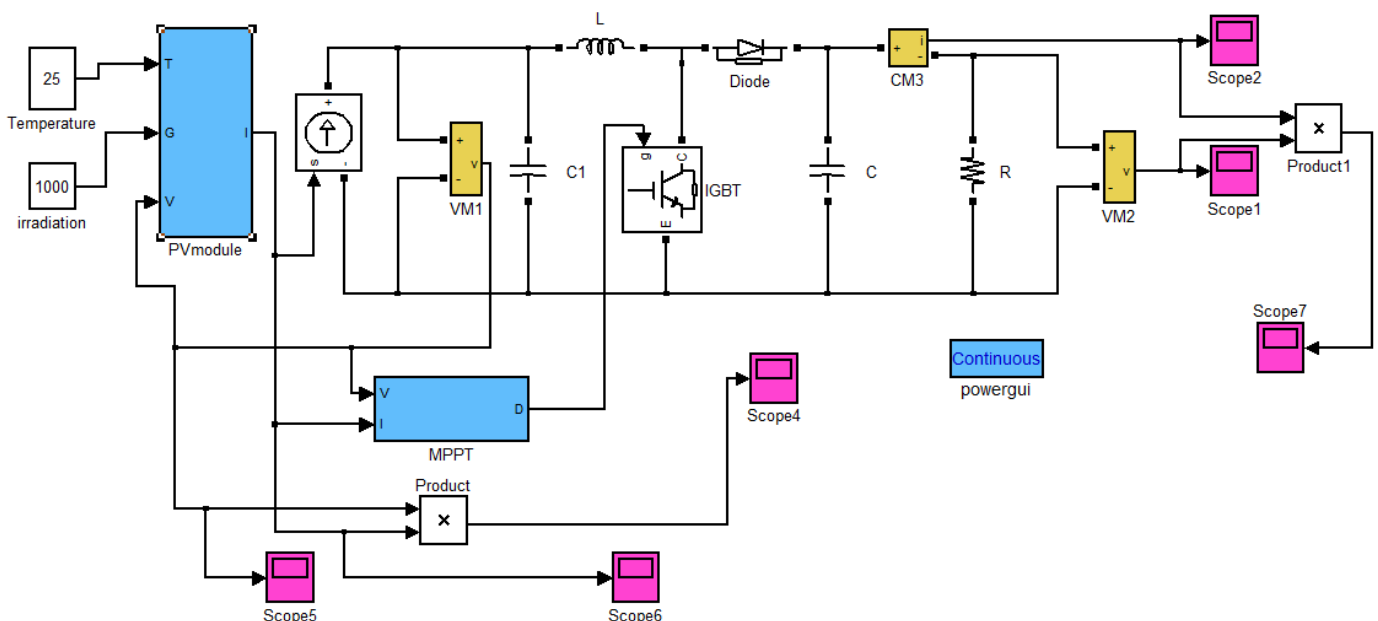 L
Scope2
25
T
Diode
+
i
-
CM3
Temperature
+
Product1
G
I
+
-
v
VM1
C1
g
C
IGBT
E
C
R
+
-
v
VM2
Scope1
1000
irradiation
V
s
-
PVmodule
Scope7
Continuous
powergui
V
I
D
MPPT
Scope4
Product
Scope5
Scope6